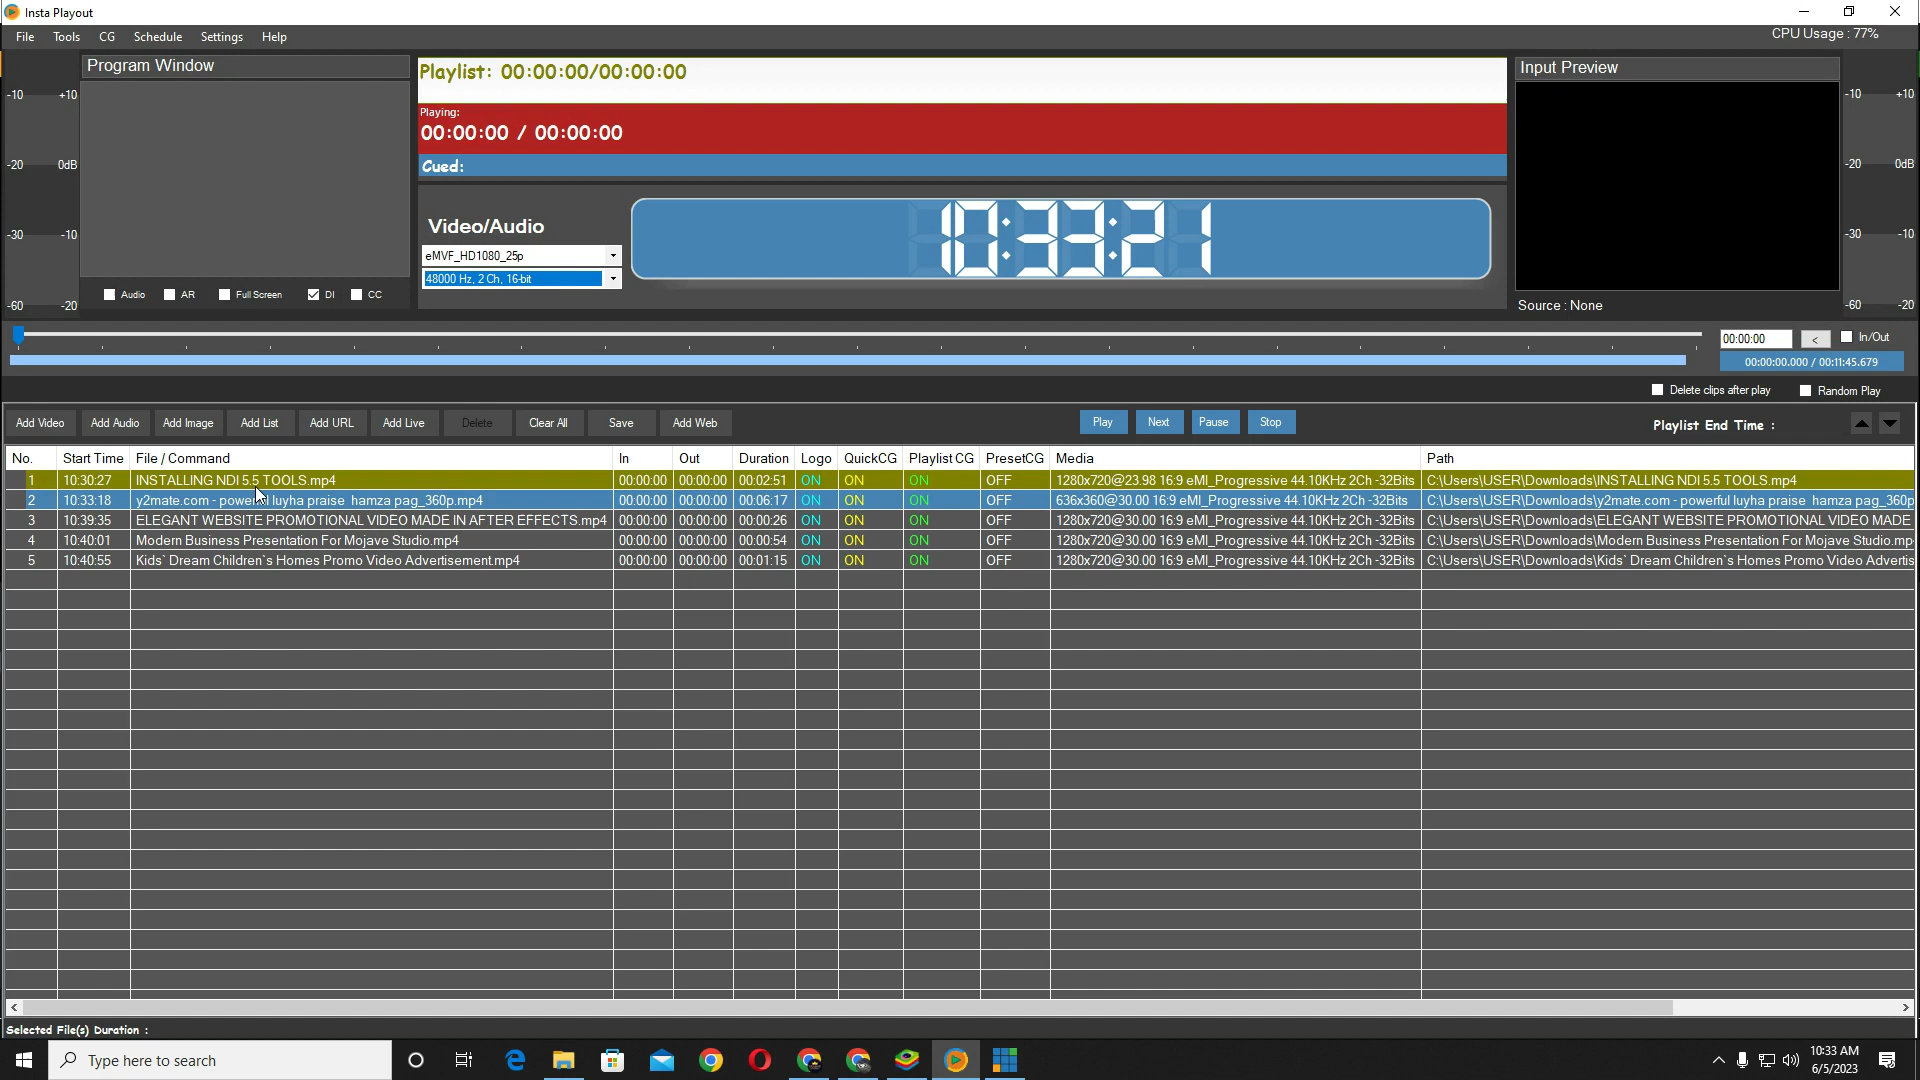 Insta Playout
File Tools CG Schedule Settings Help
CPU Usage : 77%
Program Window
Playlist: 00:00:00/00:00:00
Playing:
00:00:00 / 00:00:00
Cued:
Input Preview
-10 +10
-20 0dB
-30 -10
-60 -20
-10 +10
-20 0dB
-30 -10
-60 -20
Video/Audio
eMVF_HD1080_25p
48000 Hz, 2 Ch, 16-bit
10:33:21
Audio AR Full Screen DI CC
Source : None
00:00:00 < In/Out
00:00:00.000 / 00:11:45.679
Delete clips after play Random Play
Add Video Add Audio Add Image Add List Add URL Add Live Delete Clear All Save Add Web Play Next Pause Stop Playlist End Time :
No. Start Time File / Command In Out Duration Logo QuickCG Playlist CG PresetCG Media Path
1 10:30:27 INSTALLING NDI 5.5 TOOLS.mp4 00:00:00 00:00:00 00:02:51 ON ON ON OFF 1280x720@23.98 16:9 eMI_Progressive 44.10KHz 2Ch -32Bits C:\Users\USER\Downloads\INSTALLING NDI 5.5 TOOLS.mp4
2 10:33:18 y2mate.com - powerful luyha praise hamza pag_360p.mp4 00:00:00 00:00:00 00:06:17 ON ON ON OFF 636x360@30.00 16:9 eMI_Progressive 44.10KHz 2Ch -32Bits C:\Users\USER\Downloads\y2mate.com - powerful luyha praise hamza pag_360p
3 10:39:35 ELEGANT WEBSITE PROMOTIONAL VIDEO MADE IN AFTER EFFECTS.mp4 00:00:00 00:00:00 00:00:26 ON ON ON OFF 1280x720@30.00 16:9 eMI_Progressive 44.10KHz 2Ch -32Bits C:\Users\USER\Downloads\ELEGANT WEBSITE PROMOTIONAL VIDEO MADE
4 10:40:01 Modern Business Presentation For Mojave Studio.mp4 00:00:00 00:00:00 00:00:54 ON ON ON OFF 1280x720@30.00 16:9 eMI_Progressive 44.10KHz 2Ch -32Bits C:\Users\USER\Downloads\Modern Business Presentation For Mojave Studio.mp
5 10:40:55 Kids` Dream Children`s Homes Promo Video Advertisement.mp4 00:00:00 00:00:00 00:01:15 ON ON ON OFF 1280x720@30.00 16:9 eMI_Progressive 44.10KHz 2Ch -32Bits C:\Users\USER\Downloads\Kids` Dream Children`s Homes Promo Video Advertis
Selected File(s) Duration :
Type here to search
10:33 AM
6/5/2023